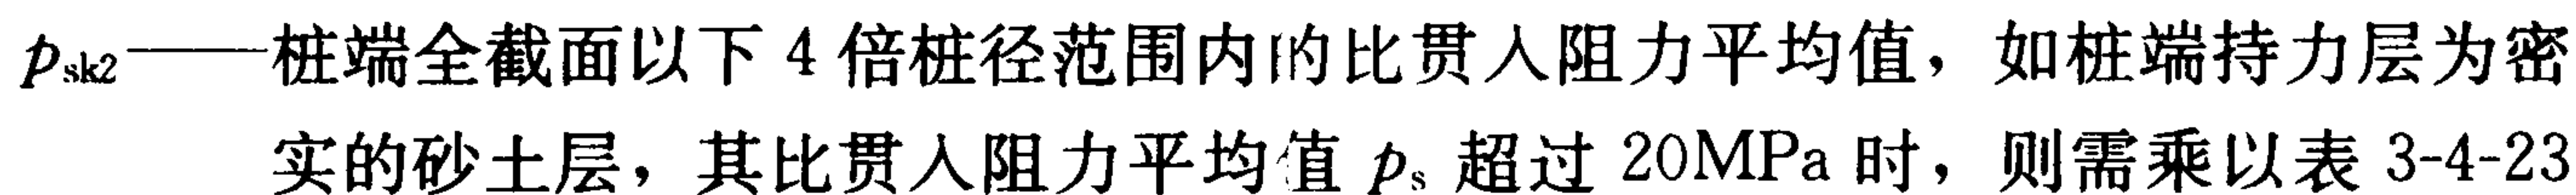 p_sk2——桩端全截面以下 4 倍桩径范围内的比贯入阻力平均值，如桩端持力层为密
实的砂土层，其比贯入阻力平均值 p_s 超过 20MPa 时，则需乘以表 3-4-23